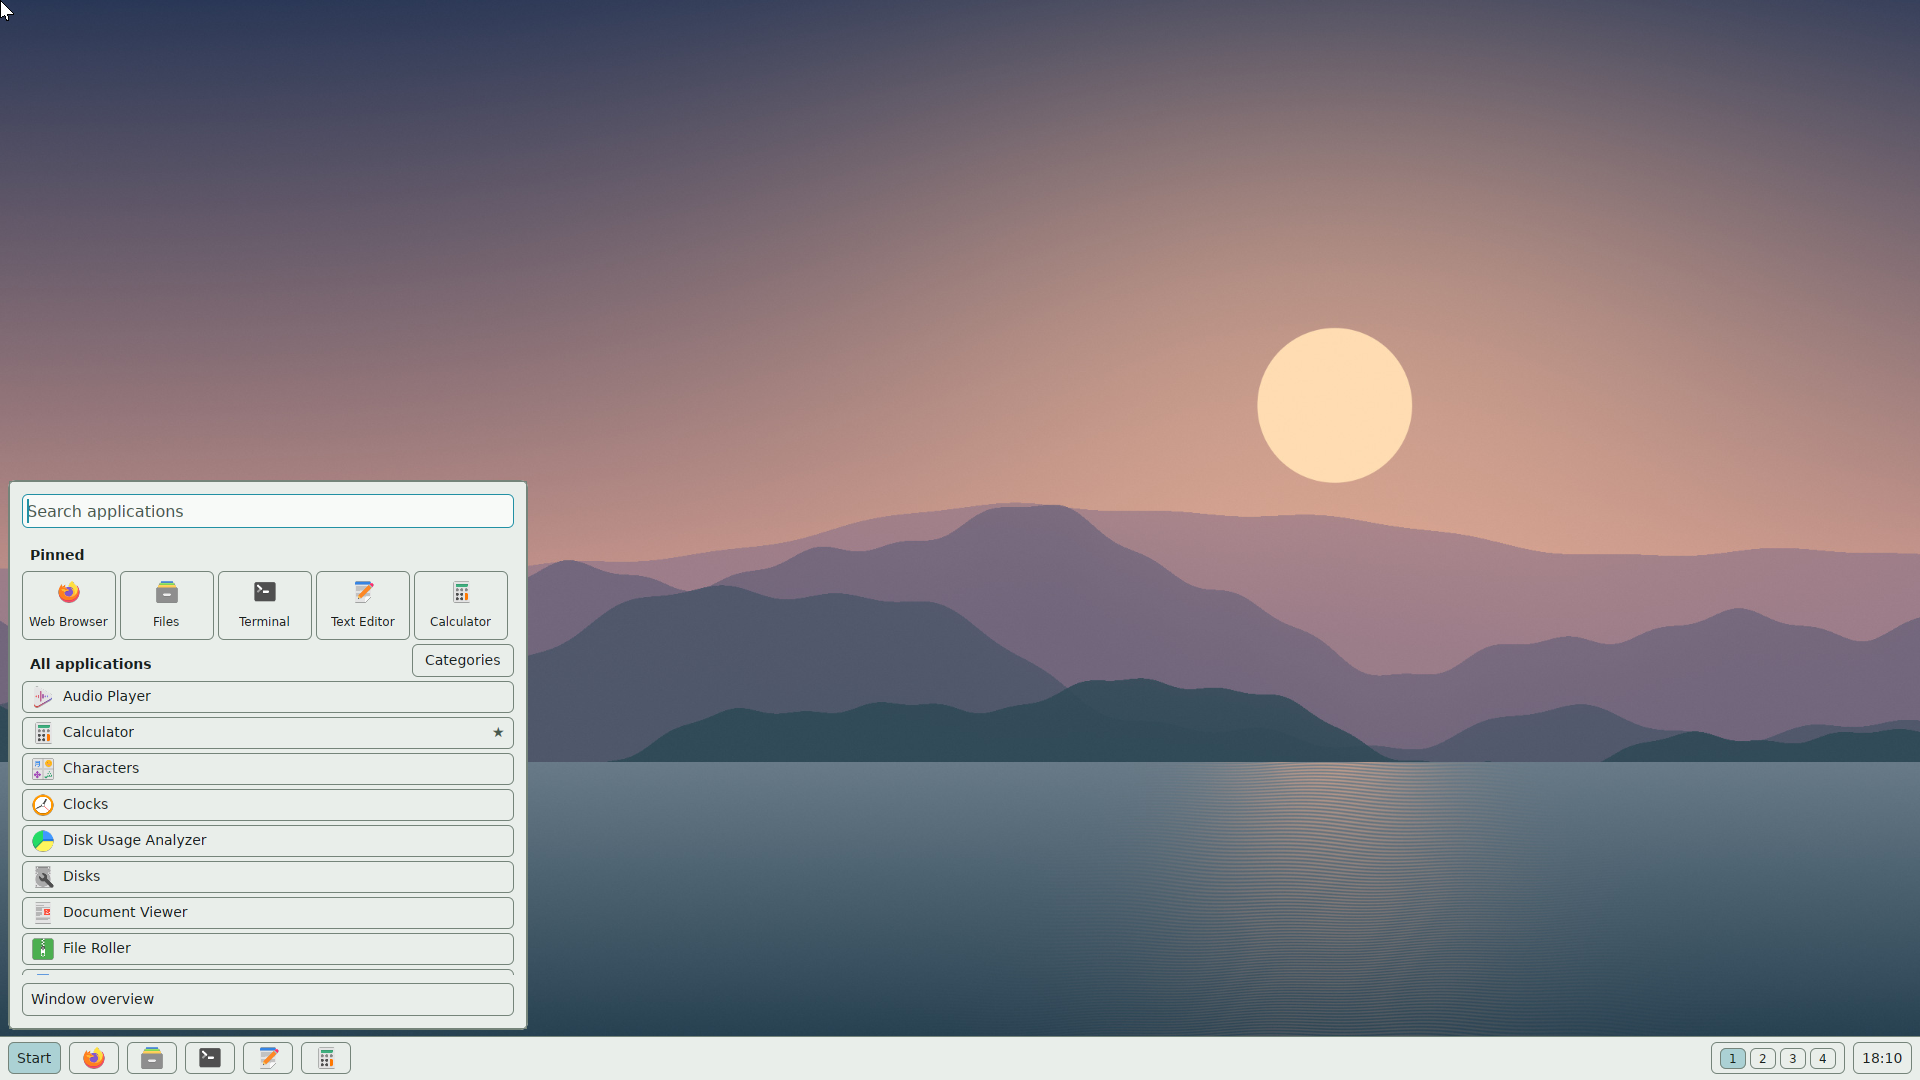 Search applications
Pinned
Web Browser
Files
Terminal
Text Editor
Calculator
All applications
Categories
Audio Player
Calculator ★
Characters
Clocks
Disk Usage Analyzer
Disks
Document Viewer
File Roller
Window overview
Start
1 2 3 4
18:10